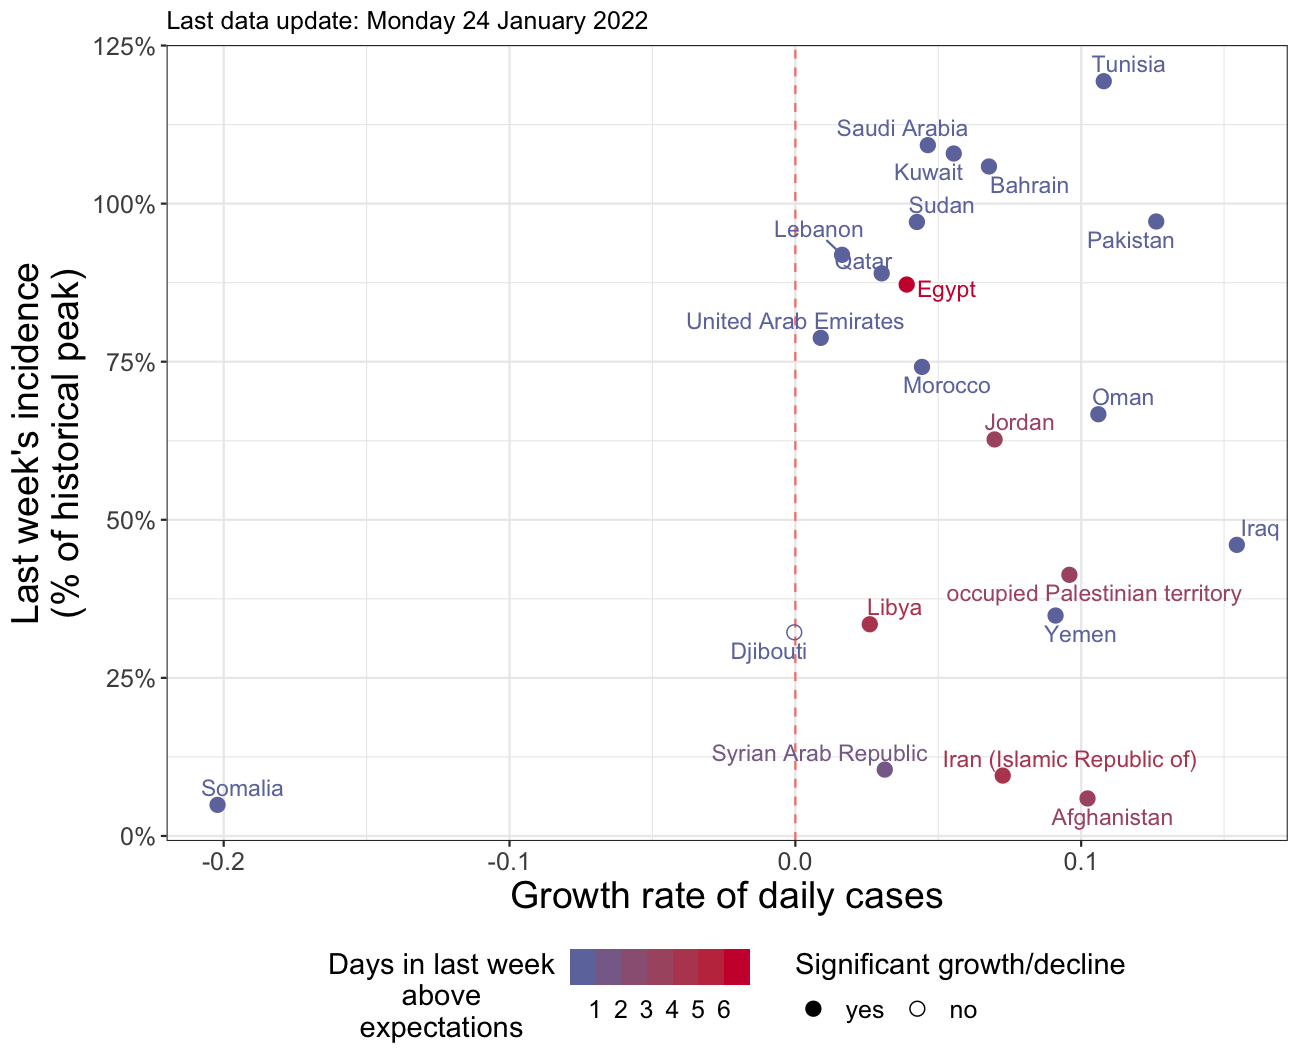 Last data update: Monday 24 January 2022
125%
100%
75%
50%
25%
0%
Last week's incidence
(% of historical peak)
Tunisia
Saudi Arabia
Kuwait
Bahrain
Sudan
Lebanon
Pakistan
Qatar
Egypt
United Arab Emirates
Morocco
Oman
Jordan
Iraq
occupied Palestinian territory
Libya
Yemen
Djibouti
Syrian Arab Republic
Iran (Islamic Republic of)
Somalia
Afghanistan
-0.2
-0.1
0.0
0.1
Growth rate of daily cases
Days in last week
above
expectations
1 2 3 4 5 6
Significant growth/decline
yes
no